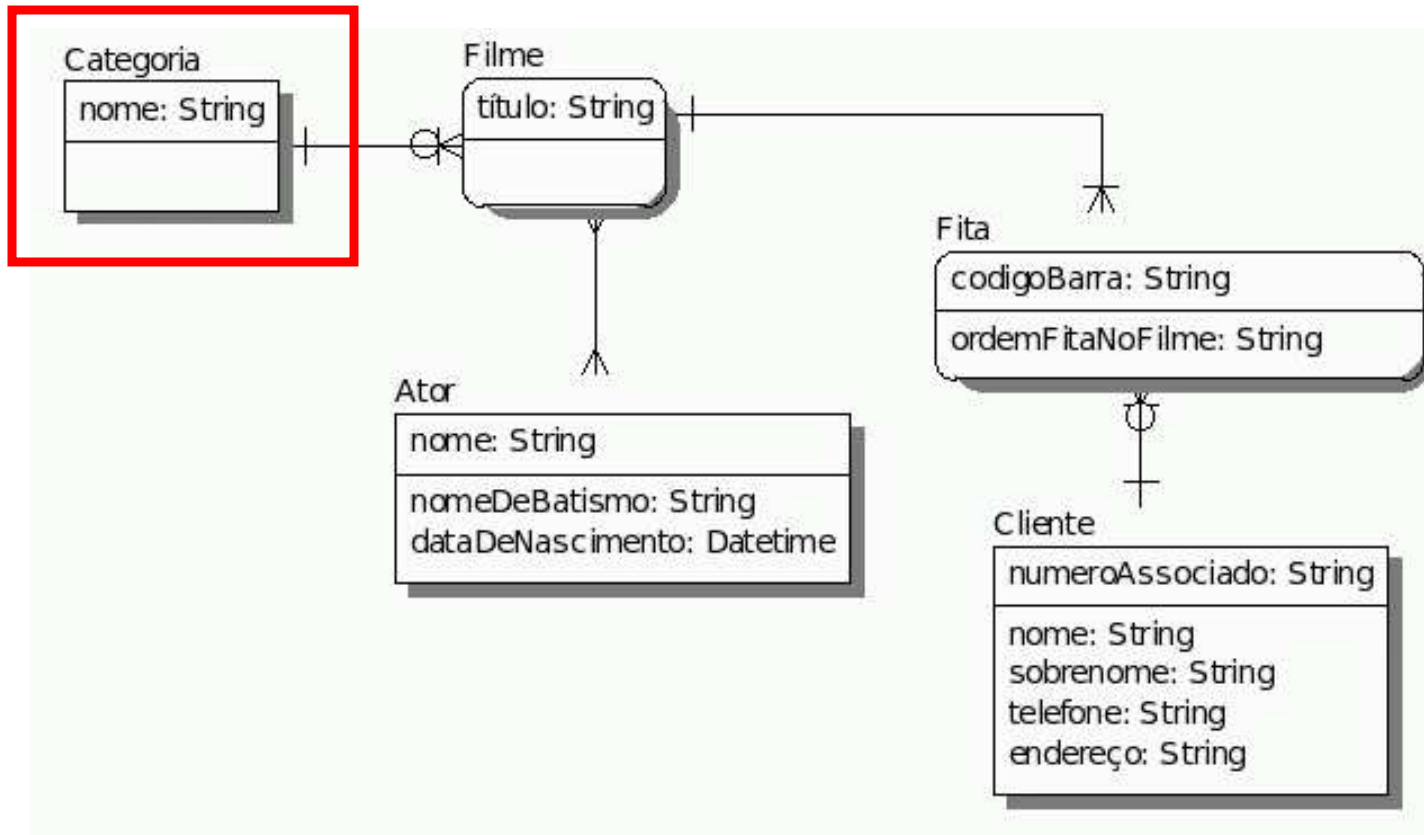 Categoria
nome: String
Filme
título: String
Fita
codigoBarra: String
ordemFitaNoFilme: String
Ator
nome: String
nomeDeBatismo: String
dataDeNascimento: Datetime
Cliente
numeroAssociado: String
nome: String
sobrenome: String
telefone: String
endereço: String